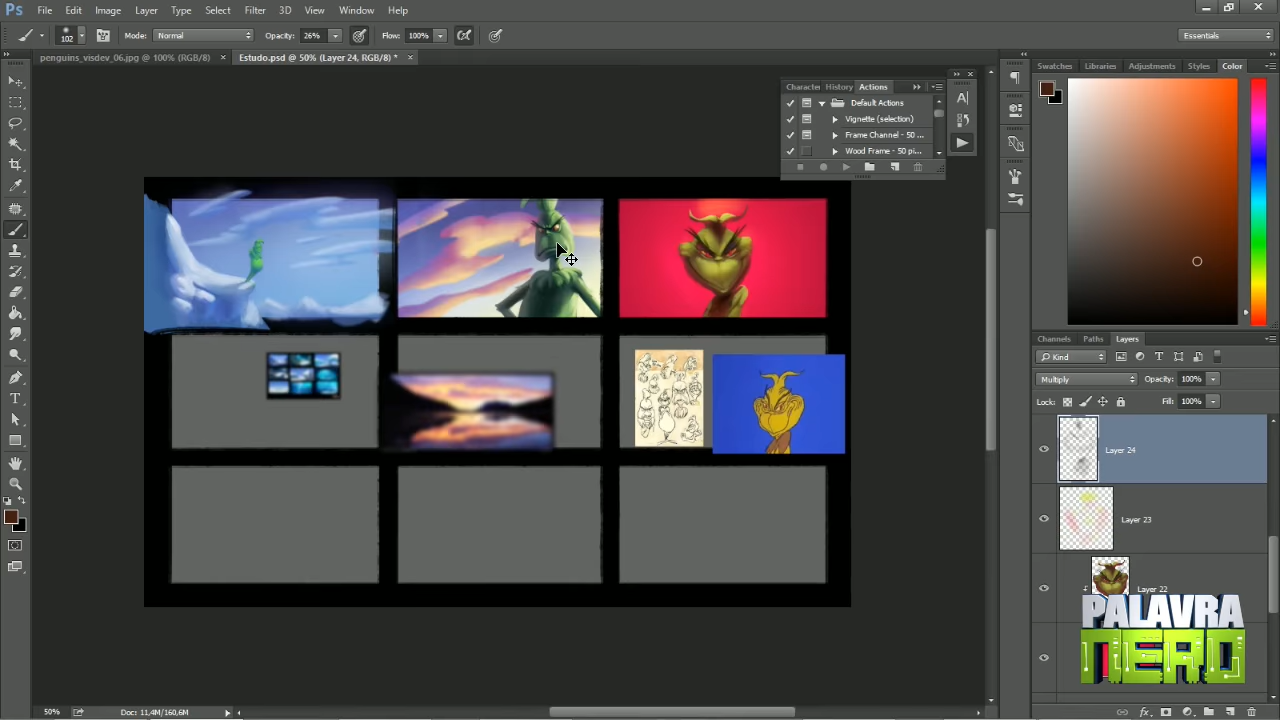 Ps File Edit Image Layer Type Select Filter 3D View Window Help
102 Mode: Normal Opacity: 26% Flow: 100% Essentials
penguins_visdev_06.jpg @ 100% (RGB/8) × Estudo.psd @ 50% (Layer 24, RGB/8) * ×
Swatches Libraries Adjustments Styles Color
Characte History Actions
Default Actions
Vignette (selection)
Frame Channel - 50 ...
Wood Frame - 50 pi...
Channels Paths Layers
Kind
Multiply Opacity: 100%
Lock: Fill: 100%
Layer 24
Layer 23
Layer 22
PALAVRA
NERD
50% Doc: 11,4M/160,6M